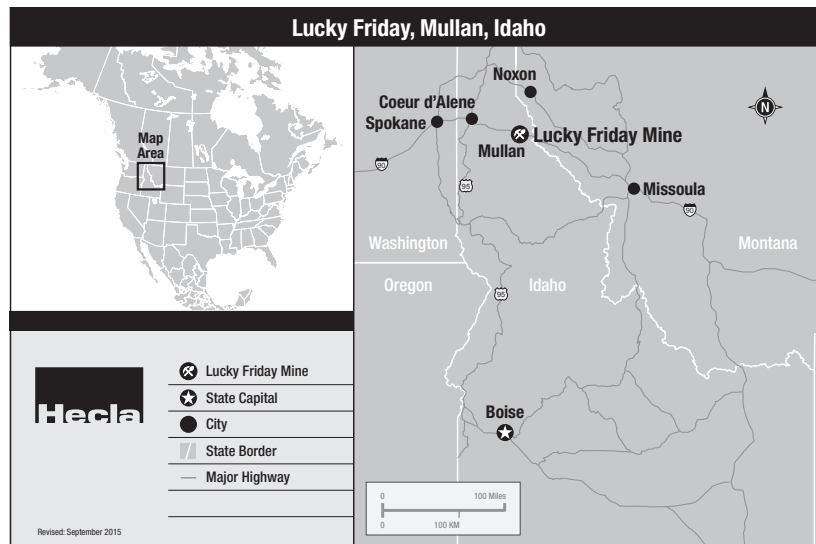 Lucky Friday, Mullan, Idaho
Map
Area
Noxon
Coeur d'Alene
Spokane
Lucky Friday Mine
Mullan
N
90
95
Missoula
90
Washington
Montana
Oregon
95
Idaho
Boise
Hecla
Lucky Friday Mine
State Capital
City
State Border
Major Highway
0 100 Miles
0 100 KM
Revised: September 2015